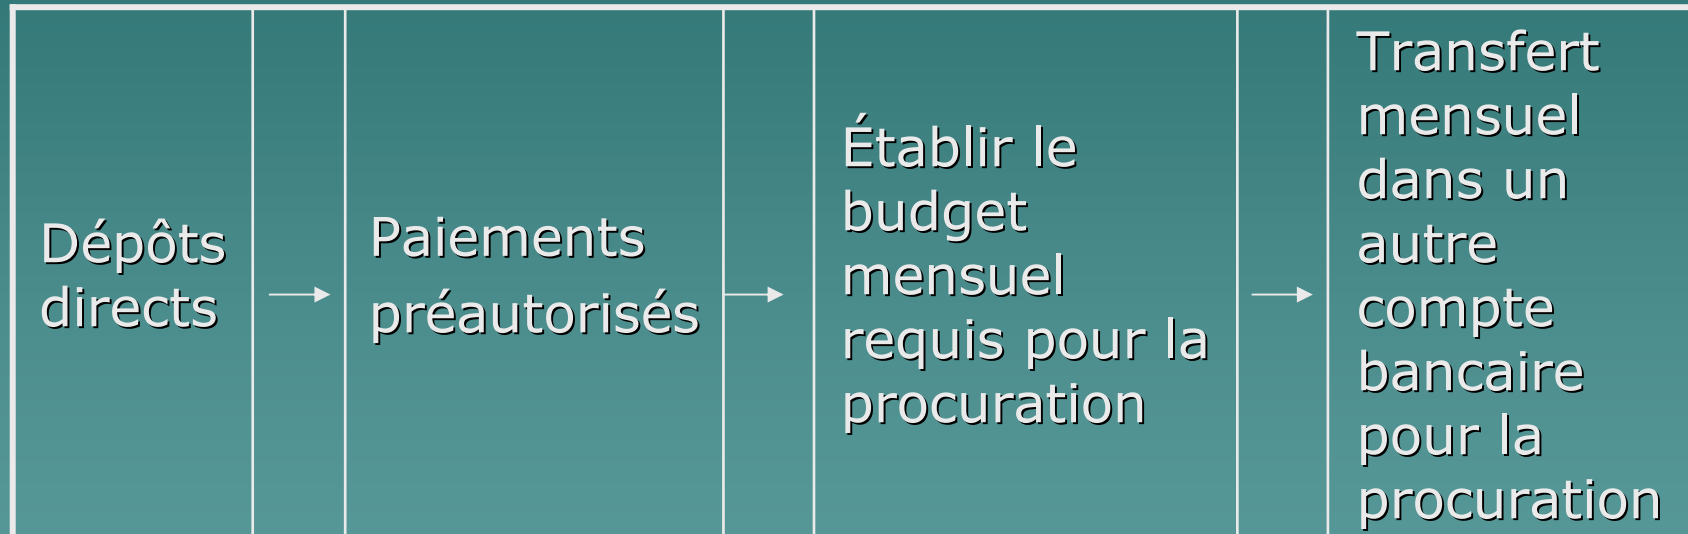 Dépôts
directs
Paiements
préautorisés
Établir le
budget
mensuel
requis pour la
procuration
Transfert
mensuel
dans un
autre
compte
bancaire
pour la
procuration